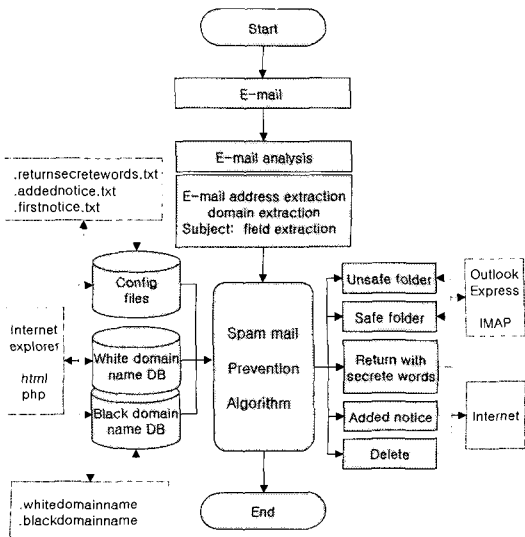 Start
E-mail
E-mail analysis
E-mail address extraction
domain extraction
Subject: field extraction
.returnsecretewords.txt
.addednotice.txt
.firstnotice.txt
Config
files
White domain
name DB
Black domain
name DB
Internet
explorer
html
php
.whitedomainname
.blackdomainname
Spam mail
Prevention
Algorithm
Unsafe folder
Safe folder
Return with
secrete words
Added notice
Delete
Outlook
Express
IMAP
Internet
End